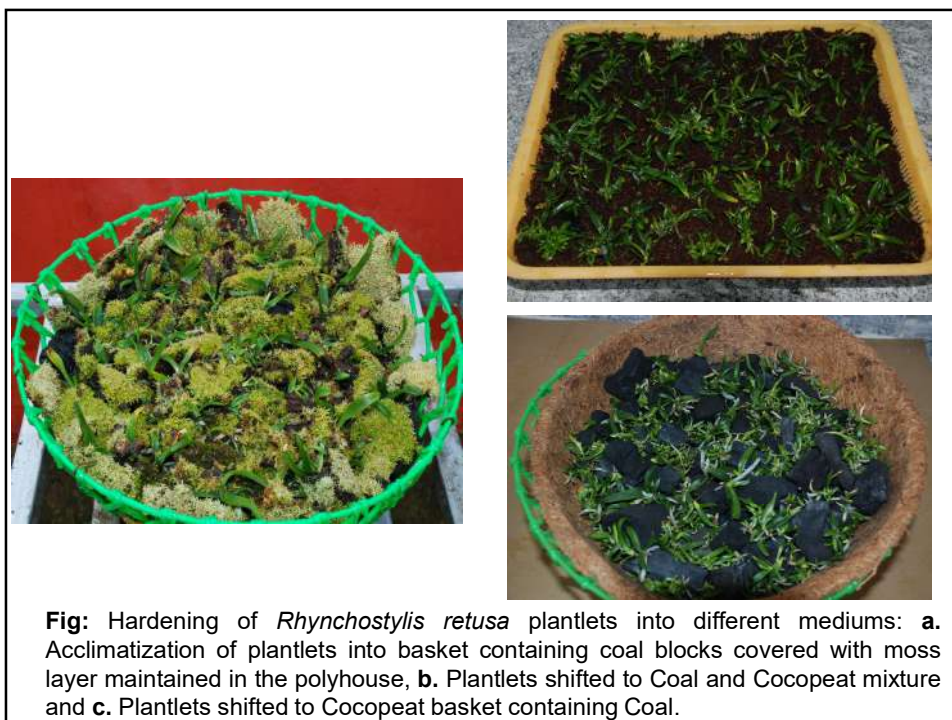 Fig: Hardening of Rhynchostylis retusa plantlets into different mediums: a.
Acclimatization of plantlets into basket containing coal blocks covered with moss
layer maintained in the polyhouse, b. Plantlets shifted to Coal and Cocopeat mixture
and c. Plantlets shifted to Cocopeat basket containing Coal.